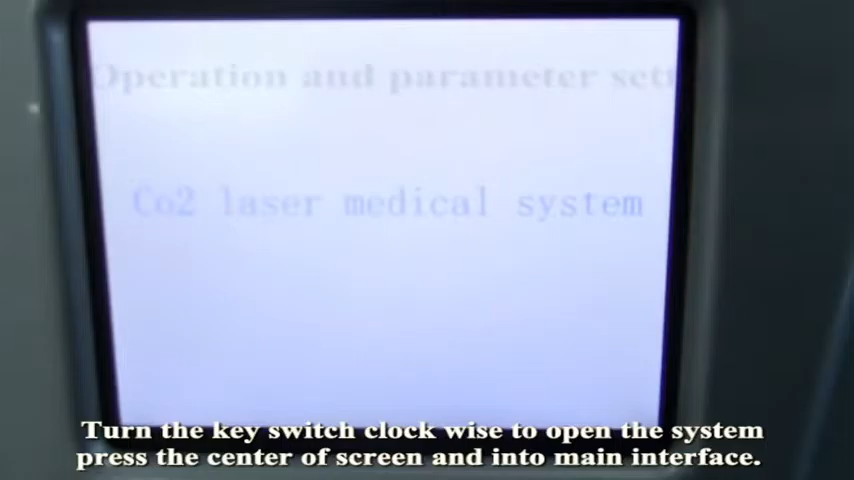 Operation and parameter sett
Co2 laser medical system
Turn the key switch clock wise to open the system
press the center of screen and into main interface.